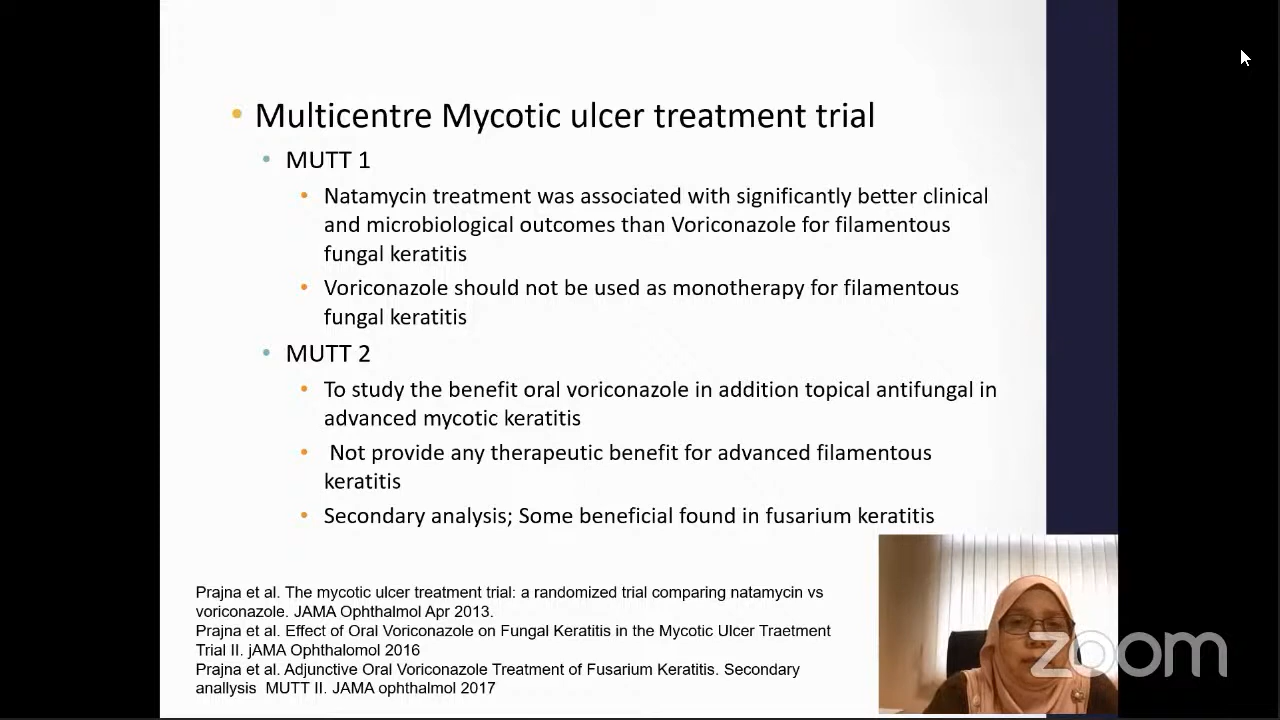 Multicentre Mycotic ulcer treatment trial
MUTT 1
Natamycin treatment was associated with significantly better clinical
and microbiological outcomes than Voriconazole for filamentous
fungal keratitis
Voriconazole should not be used as monotherapy for filamentous
fungal keratitis
MUTT 2
To study the benefit oral voriconazole in addition topical antifungal in
advanced mycotic keratitis
Not provide any therapeutic benefit for advanced filamentous
keratitis
Secondary analysis; Some beneficial found in fusarium keratitis
Prajna et al. The mycotic ulcer treatment trial: a randomized trial comparing natamycin vs
voriconazole. JAMA Ophthalmol Apr 2013.
Prajna et al. Effect of Oral Voriconazole on Fungal Keratitis in the Mycotic Ulcer Traetment
Trial II. jAMA Ophthalomol 2016
Prajna et al. Adjunctive Oral Voriconazole Treatment of Fusarium Keratitis. Secondary
anallysis MUTT II. JAMA ophthalmol 2017
zoom